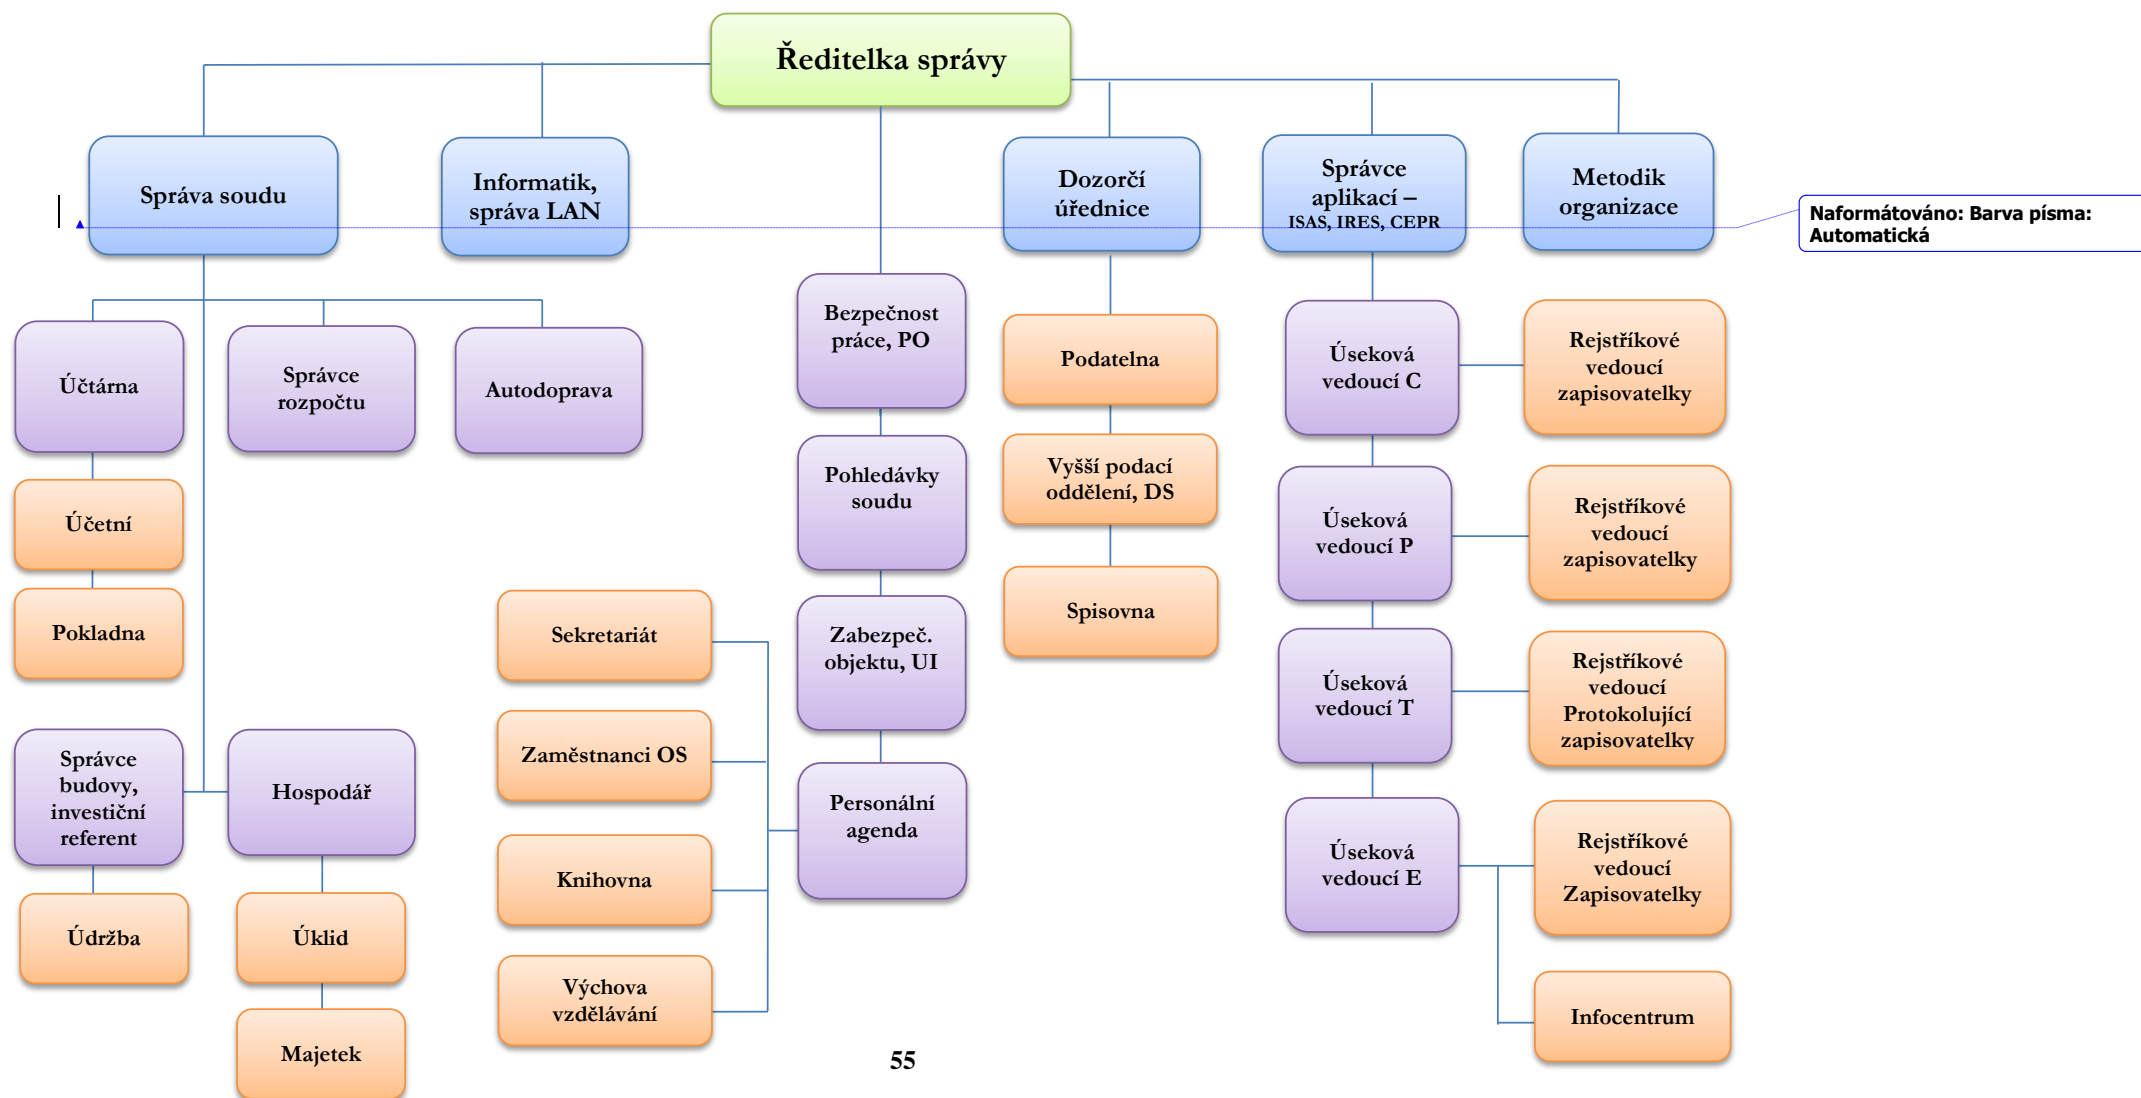 Ředitelka správy
Správa soudu
Informatik,
správa LAN
Dozorčí
úřednice
Správce
aplikací –
ISAS, IRES, CEPR
Metodik
organizace
Naformátováno: Barva písma:
Automatická
Účtárna
Správce
rozpočtu
Autodoprava
Účetní
Pokladna
Správce
budovy,
investiční
referent
Hospodář
Údržba
Úklid
Majetek
Bezpečnost
práce, PO
Pohledávky
soudu
Zabezpeč.
objektu, UI
Personální
agenda
Sekretariát
Zaměstnanci OS
Knihovna
Výchova
vzdělávání
Podatelna
Vyšší podací
oddělení, DS
Spisovna
Úseková
vedoucí C
Rejstříkové
vedoucí
zapisovatelky
Úseková
vedoucí P
Rejstříkové
vedoucí
zapisovatelky
Úseková
vedoucí T
Rejstříkové
vedoucí
Protokolující
zapisovatelky
Úseková
vedoucí E
Rejstříkové
vedoucí
Zapisovatelky
Infocentrum
55